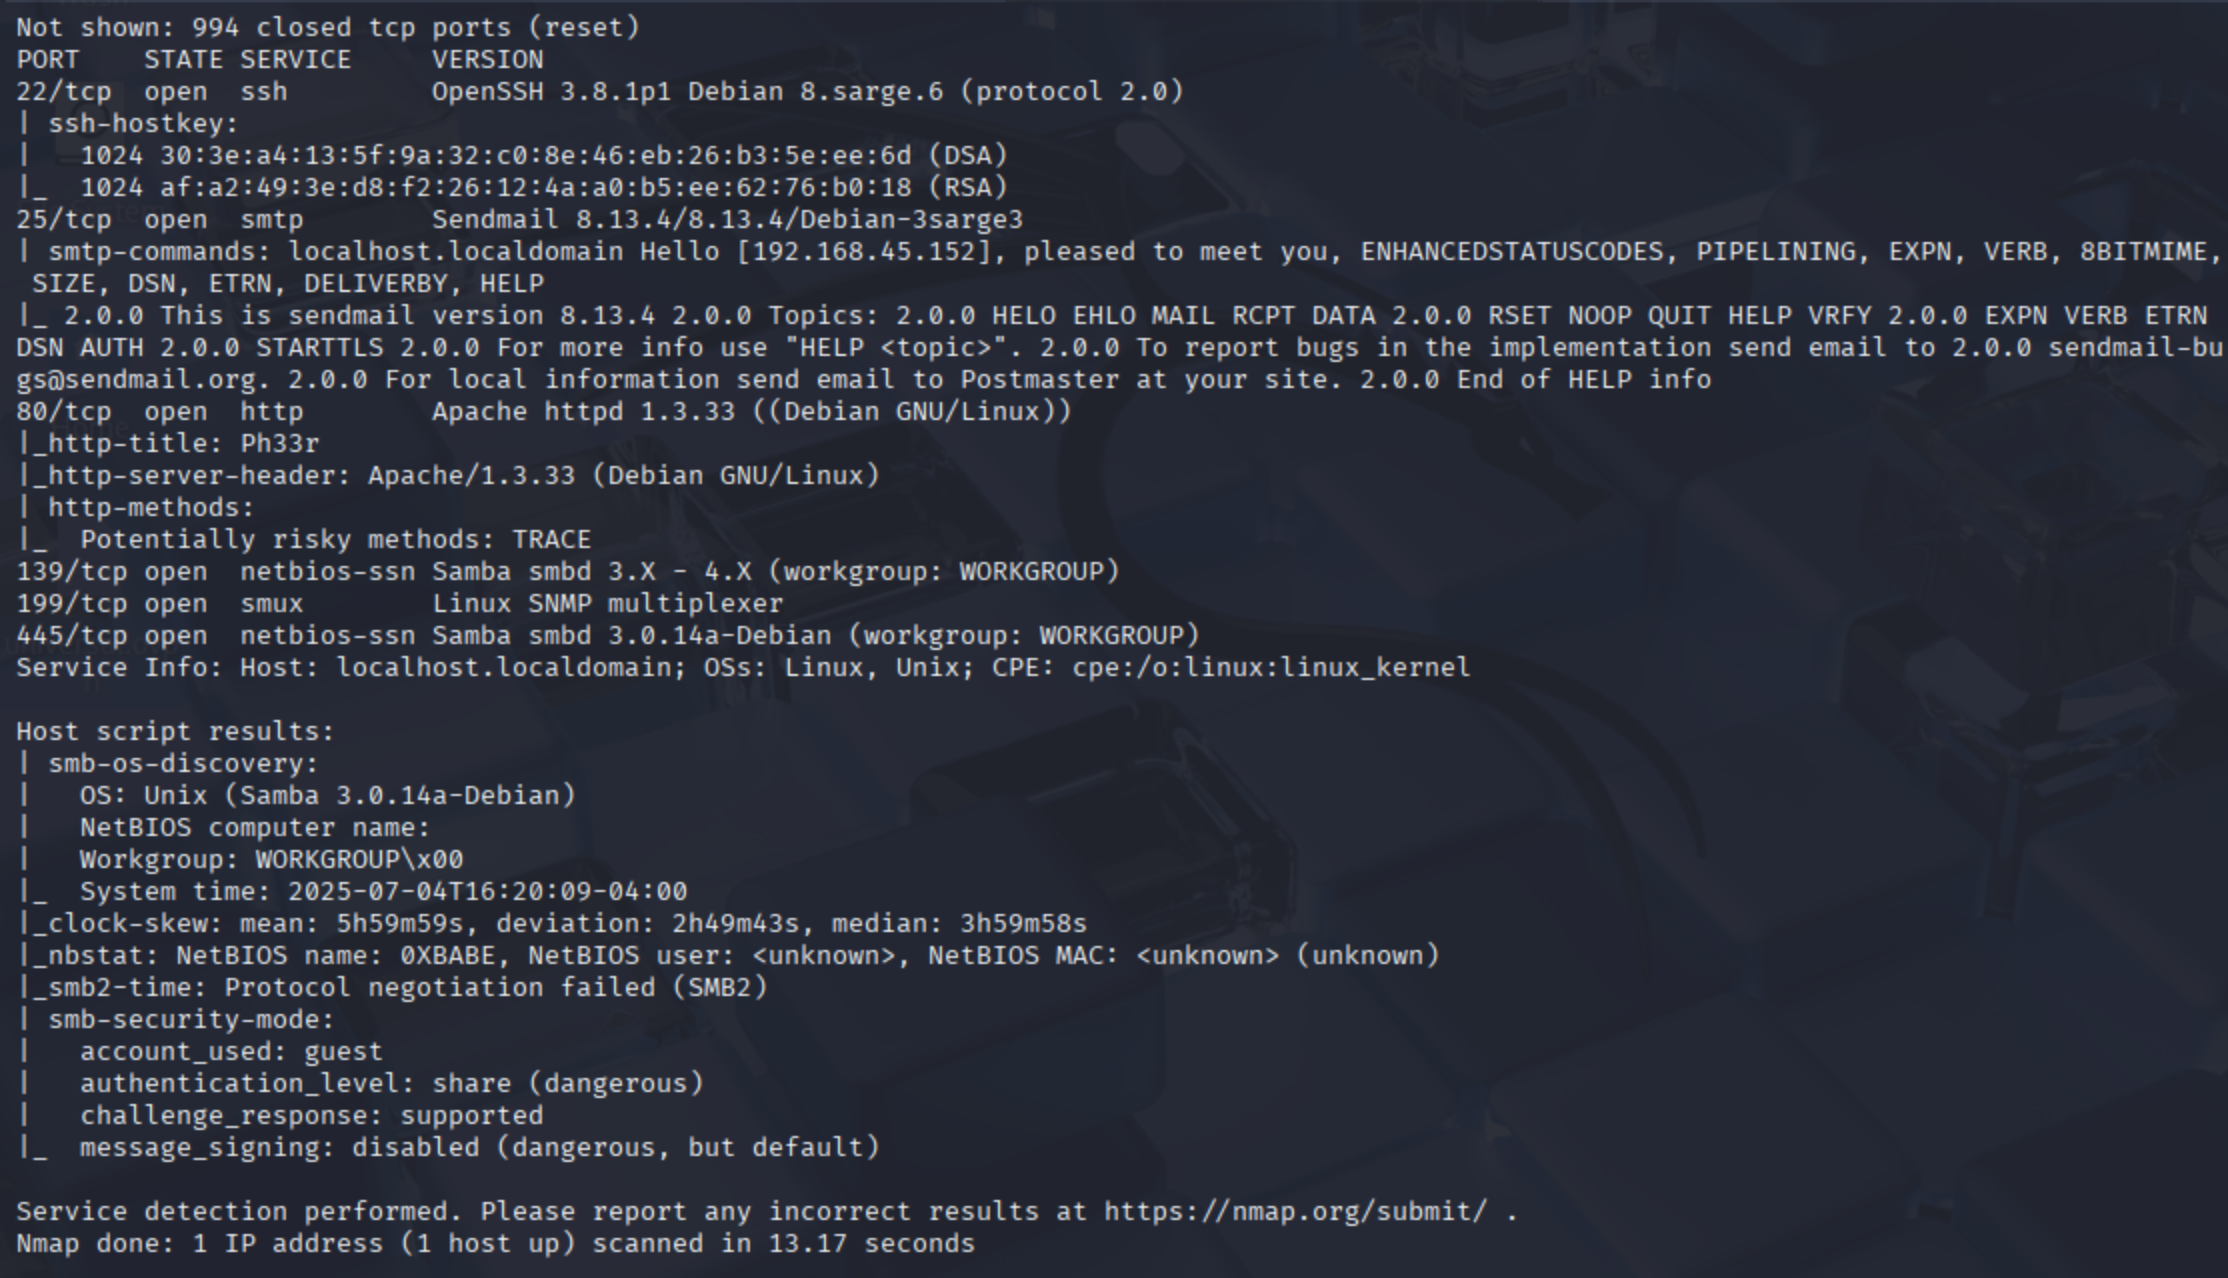 Not shown: 994 closed tcp ports (reset)
PORT    STATE SERVICE     VERSION
22/tcp  open  ssh         OpenSSH 3.8.1p1 Debian 8.sarge.6 (protocol 2.0)
| ssh-hostkey:
|   1024 30:3e:a4:13:5f:9a:32:c0:8e:46:eb:26:b3:5e:ee:6d (DSA)
|_  1024 af:a2:49:3e:d8:f2:26:12:4a:a0:b5:ee:62:76:b0:18 (RSA)
25/tcp  open  smtp        Sendmail 8.13.4/8.13.4/Debian-3sarge3
| smtp-commands: localhost.localdomain Hello [192.168.45.152], pleased to meet you, ENHANCEDSTATUSCODES, PIPELINING, EXPN, VERB, 8BITMIME,
 SIZE, DSN, ETRN, DELIVERBY, HELP
|_ 2.0.0 This is sendmail version 8.13.4 2.0.0 Topics: 2.0.0 HELO EHLO MAIL RCPT DATA 2.0.0 RSET NOOP QUIT HELP VRFY 2.0.0 EXPN VERB ETRN
DSN AUTH 2.0.0 STARTTLS 2.0.0 For more info use "HELP <topic>". 2.0.0 To report bugs in the implementation send email to 2.0.0 sendmail-bu
gs@sendmail.org. 2.0.0 For local information send email to Postmaster at your site. 2.0.0 End of HELP info
80/tcp  open  http        Apache httpd 1.3.33 ((Debian GNU/Linux))
|_http-title: Ph33r
|_http-server-header: Apache/1.3.33 (Debian GNU/Linux)
| http-methods:
|_  Potentially risky methods: TRACE
139/tcp open  netbios-ssn Samba smbd 3.X - 4.X (workgroup: WORKGROUP)
199/tcp open  smux        Linux SNMP multiplexer
445/tcp open  netbios-ssn Samba smbd 3.0.14a-Debian (workgroup: WORKGROUP)
Service Info: Host: localhost.localdomain; OSs: Linux, Unix; CPE: cpe:/o:linux:linux_kernel

Host script results:
| smb-os-discovery:
|   OS: Unix (Samba 3.0.14a-Debian)
|   NetBIOS computer name:
|   Workgroup: WORKGROUP\x00
|_  System time: 2025-07-04T16:20:09-04:00
|_clock-skew: mean: 5h59m59s, deviation: 2h49m43s, median: 3h59m58s
|_nbstat: NetBIOS name: 0XBABE, NetBIOS user: <unknown>, NetBIOS MAC: <unknown> (unknown)
|_smb2-time: Protocol negotiation failed (SMB2)
| smb-security-mode:
|   account_used: guest
|   authentication_level: share (dangerous)
|   challenge_response: supported
|_  message_signing: disabled (dangerous, but default)

Service detection performed. Please report any incorrect results at https://nmap.org/submit/ .
Nmap done: 1 IP address (1 host up) scanned in 13.17 seconds